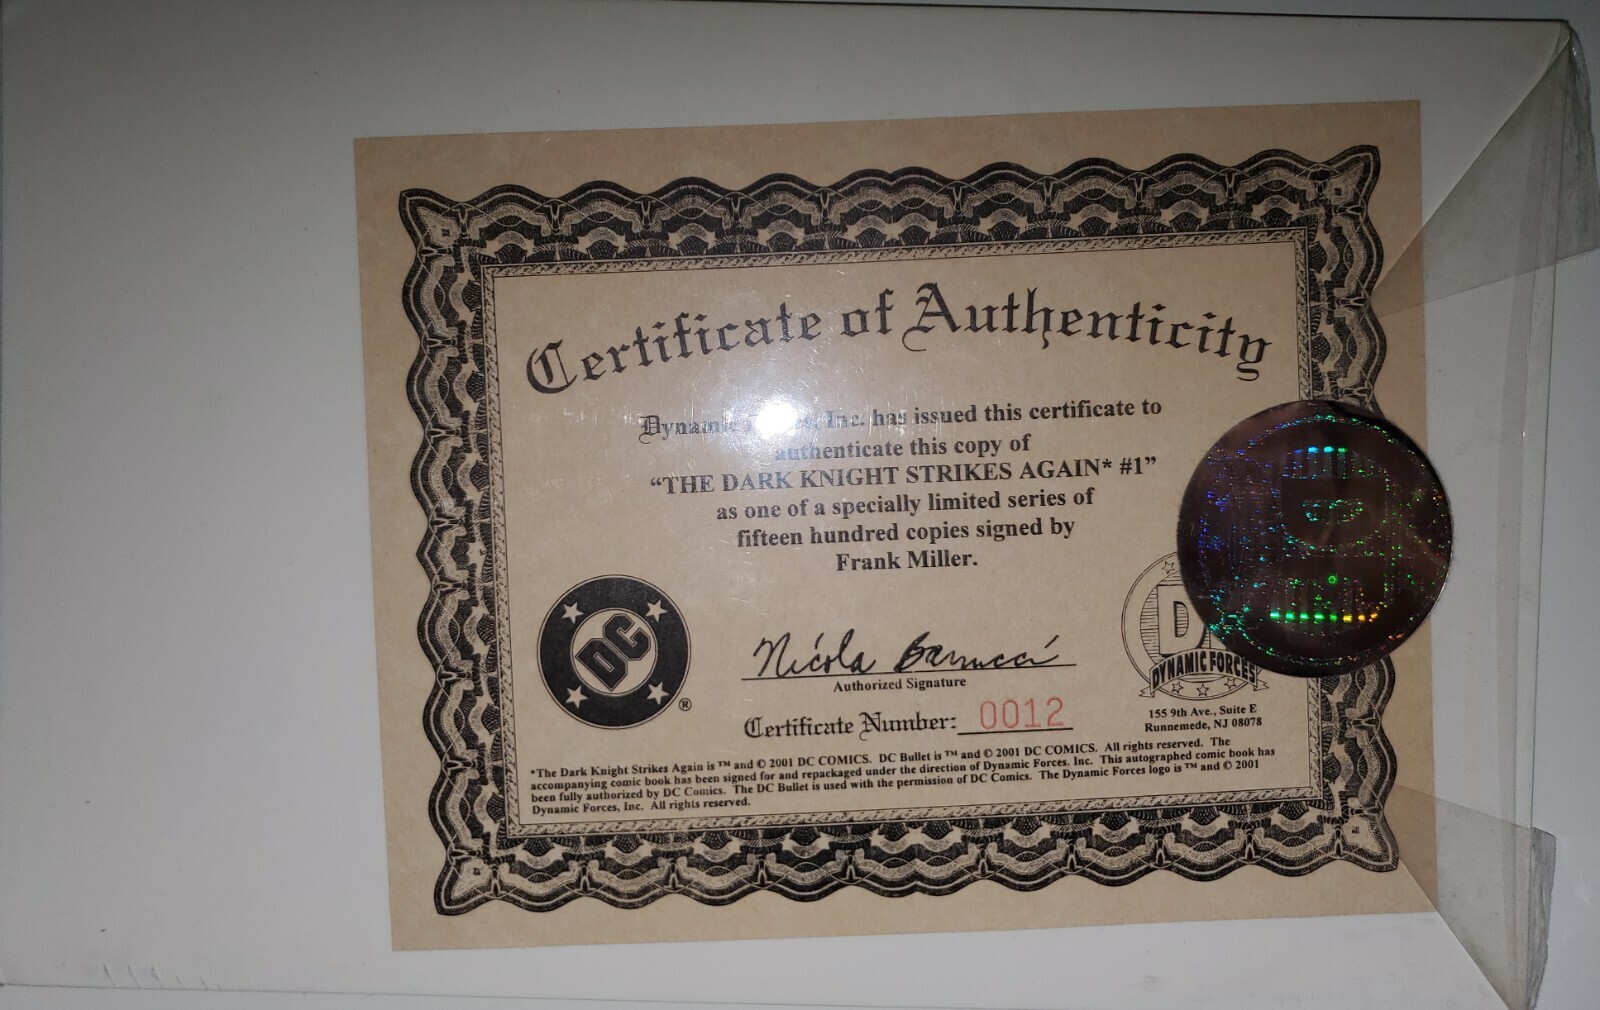 Certificate of Authenticity
Inc. has issued this certificate to
authenticate this copy of
“THE DARK KNIGHT STRIKES AGAIN* #1”
as one of a specially limited series of
fifteen hundred copies signed by
Frank Miller.
DC
®
Nicola Barrucci
Authorized Signature
Certificate Number: 0012
D
DYNAMIC FORCES
155 9th Ave., Suite E
Runnemede, NJ 08078
*The Dark Knight Strikes Again is ™ and © 2001 DC COMICS. DC Bullet is ™ and © 2001 DC COMICS. All rights reserved. The
accompanying comic book has been signed for and repackaged under the direction of Dynamic Forces. Inc. This autographed comic book has
been fully authorized by DC Comics. The DC Bullet is used with the permission of DC Comics. The Dynamic Forces logo is ™ and © 2001
Dynamic Forces, Inc. All rights reserved.